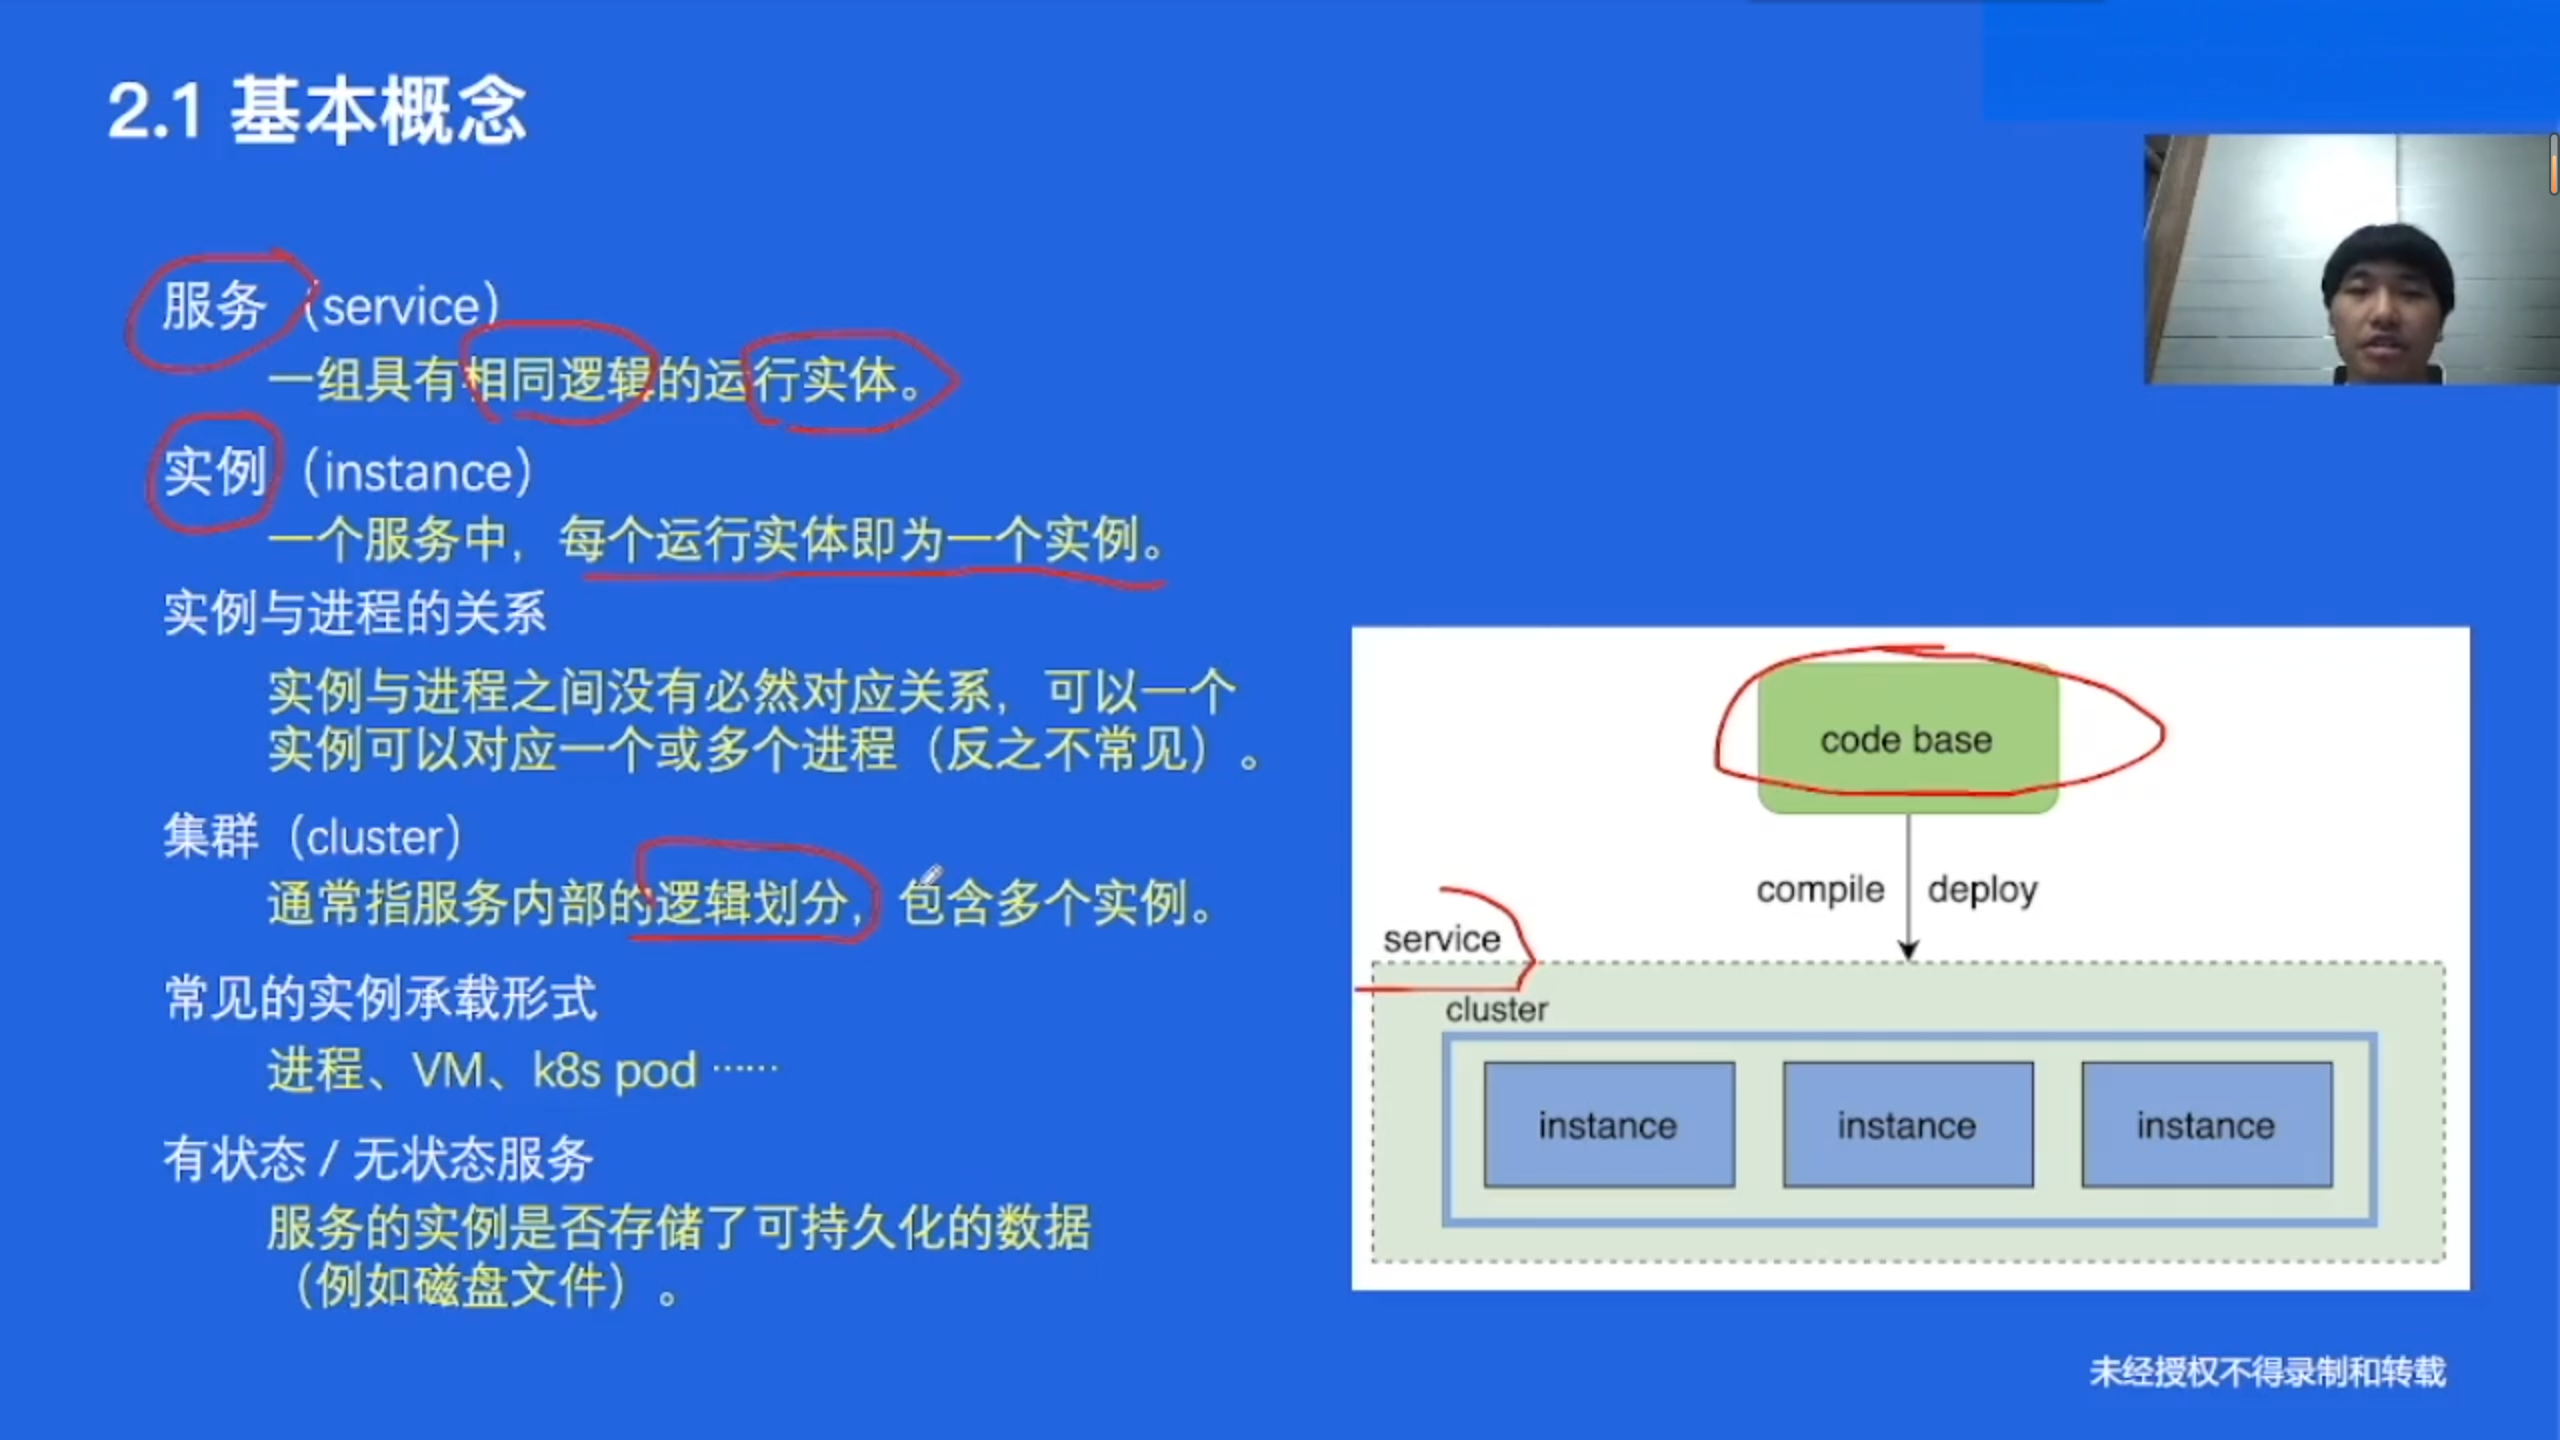 2.1 基本概念
服务（service）
一组具有相同逻辑的运行实体。
实例（instance）
一个服务中，每个运行实体即为一个实例。
实例与进程的关系
实例与进程之间没有必然对应关系，可以一个
实例可以对应一个或多个进程（反之不常见）。
集群（cluster）
通常指服务内部的逻辑划分，包含多个实例。
常见的实例承载形式
进程、VM、k8s pod ……
有状态 / 无状态服务
服务的实例是否存储了可持久化的数据
（例如磁盘文件）。
code base
compile deploy
service
cluster
instance instance instance
未经授权不得录制和转载